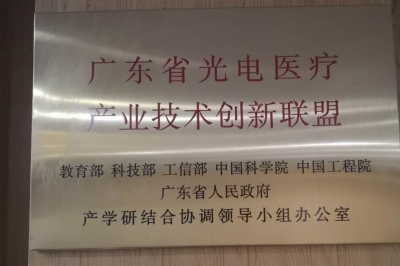 广东省光电医疗
产业技术创新联盟
教育部 科技部 工信部 中国科学院 中国工程院
广东省人民政府
产学研结合协调领导小组办公室